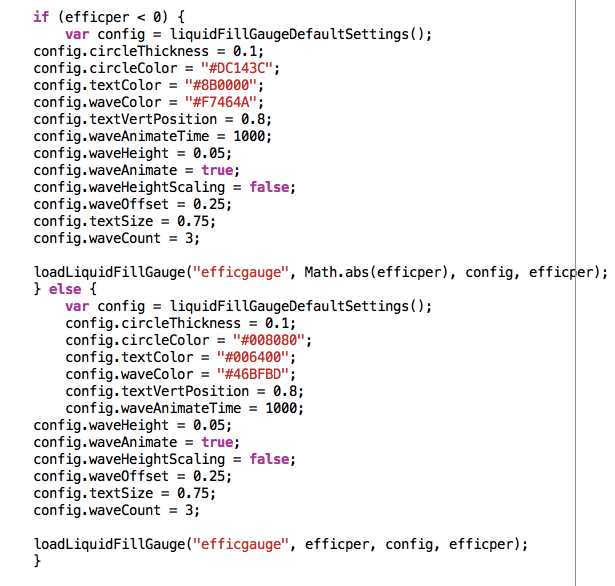 if (efficper < 0) {
    var config = liquidFillGaugeDefaultSettings();
config.circleThickness = 0.1;
config.circleColor = "#DC143C";
config.textColor = "#8B0000";
config.waveColor = "#F7464A";
config.textVertPosition = 0.8;
config.waveAnimateTime = 1000;
config.waveHeight = 0.05;
config.waveAnimate = true;
config.waveHeightScaling = false;
config.waveOffset = 0.25;
config.textSize = 0.75;
config.waveCount = 3;

loadLiquidFillGauge("efficgauge", Math.abs(efficper), config, efficper);
} else {
    var config = liquidFillGaugeDefaultSettings();
    config.circleThickness = 0.1;
    config.circleColor = "#008080";
    config.textColor = "#006400";
    config.waveColor = "#46BFBD";
    config.textVertPosition = 0.8;
    config.waveAnimateTime = 1000;
config.waveHeight = 0.05;
config.waveAnimate = true;
config.waveHeightScaling = false;
config.waveOffset = 0.25;
config.textSize = 0.75;
config.waveCount = 3;

loadLiquidFillGauge("efficgauge", efficper, config, efficper);
}